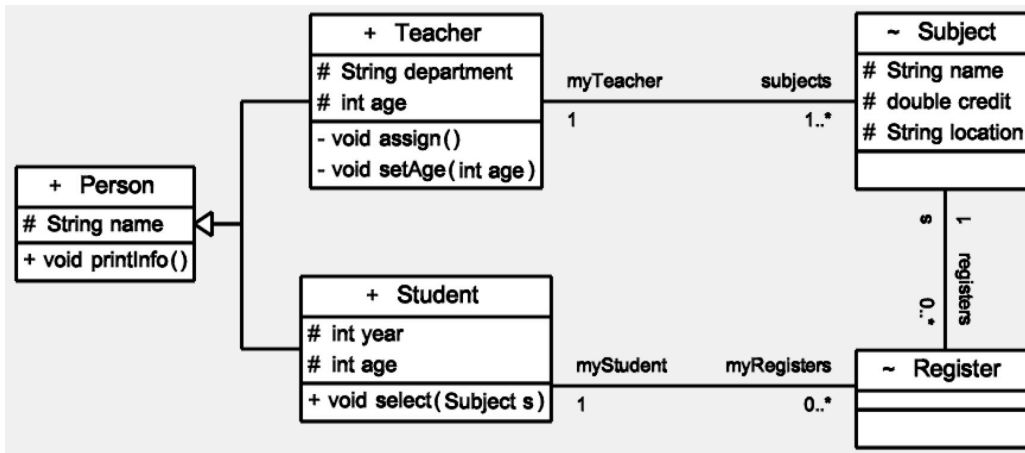 + Teacher
# String department
# int age
- void assign()
- void setAge(int age)
myTeacher
1
subjects
1..*
~ Subject
# String name
# double credit
# String location
+ Person
# String name
+ void printInfo()
s
1
registers
0..*
+ Student
# int year
# int age
+ void select(Subject s)
myStudent
1
myRegisters
0..*
~ Register